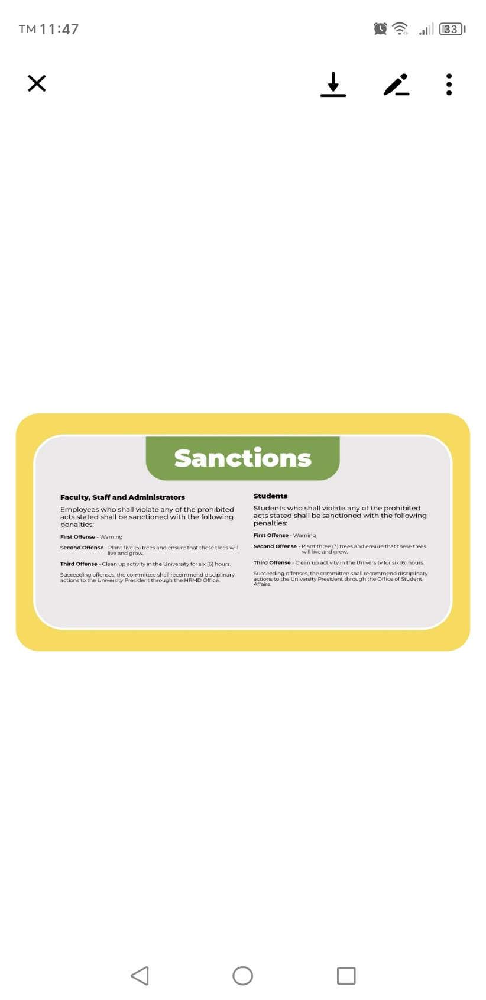 TM 11:47
33
Sanctions
Faculty, Staff and Administrators
Employees who shall violate any of the prohibited
acts stated shall be sanctioned with the following
penalties:
First Offense - Warning
Second Offense - Plant five (5) trees and ensure that these trees will
live and grow.
Third Offense - Clean up activity in the University for six (6) hours.
Succeeding offenses, the committee shall recommend disciplinary
actions to the University President through the HRMD Office.
Students
Students who shall violate any of the prohibited
acts stated shall be sanctioned with the following
penalties:
First Offense - Warning
Second Offense - Plant three (3) trees and ensure that these trees
will live and grow.
Third Offense - Clean up activity in the University for six (6) hours.
Succeeding offenses, the committee shall recommend disciplinary
actions to the University President through the Office of Student
Affairs.